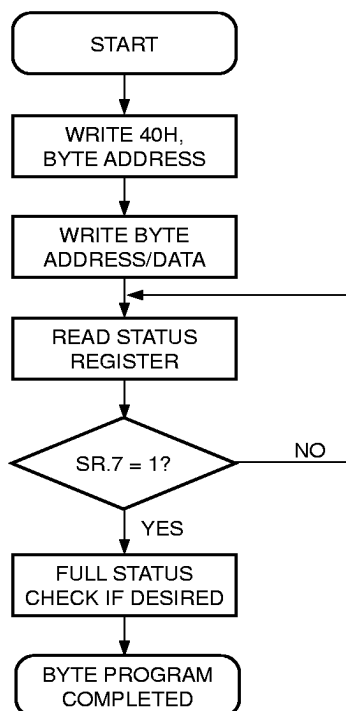 START
WRITE 40H,
BYTE ADDRESS
WRITE BYTE
ADDRESS/DATA
READ STATUS
REGISTER
SR.7 = 1?
NO
YES
FULL STATUS
CHECK IF DESIRED
BYTE PROGRAM
COMPLETED